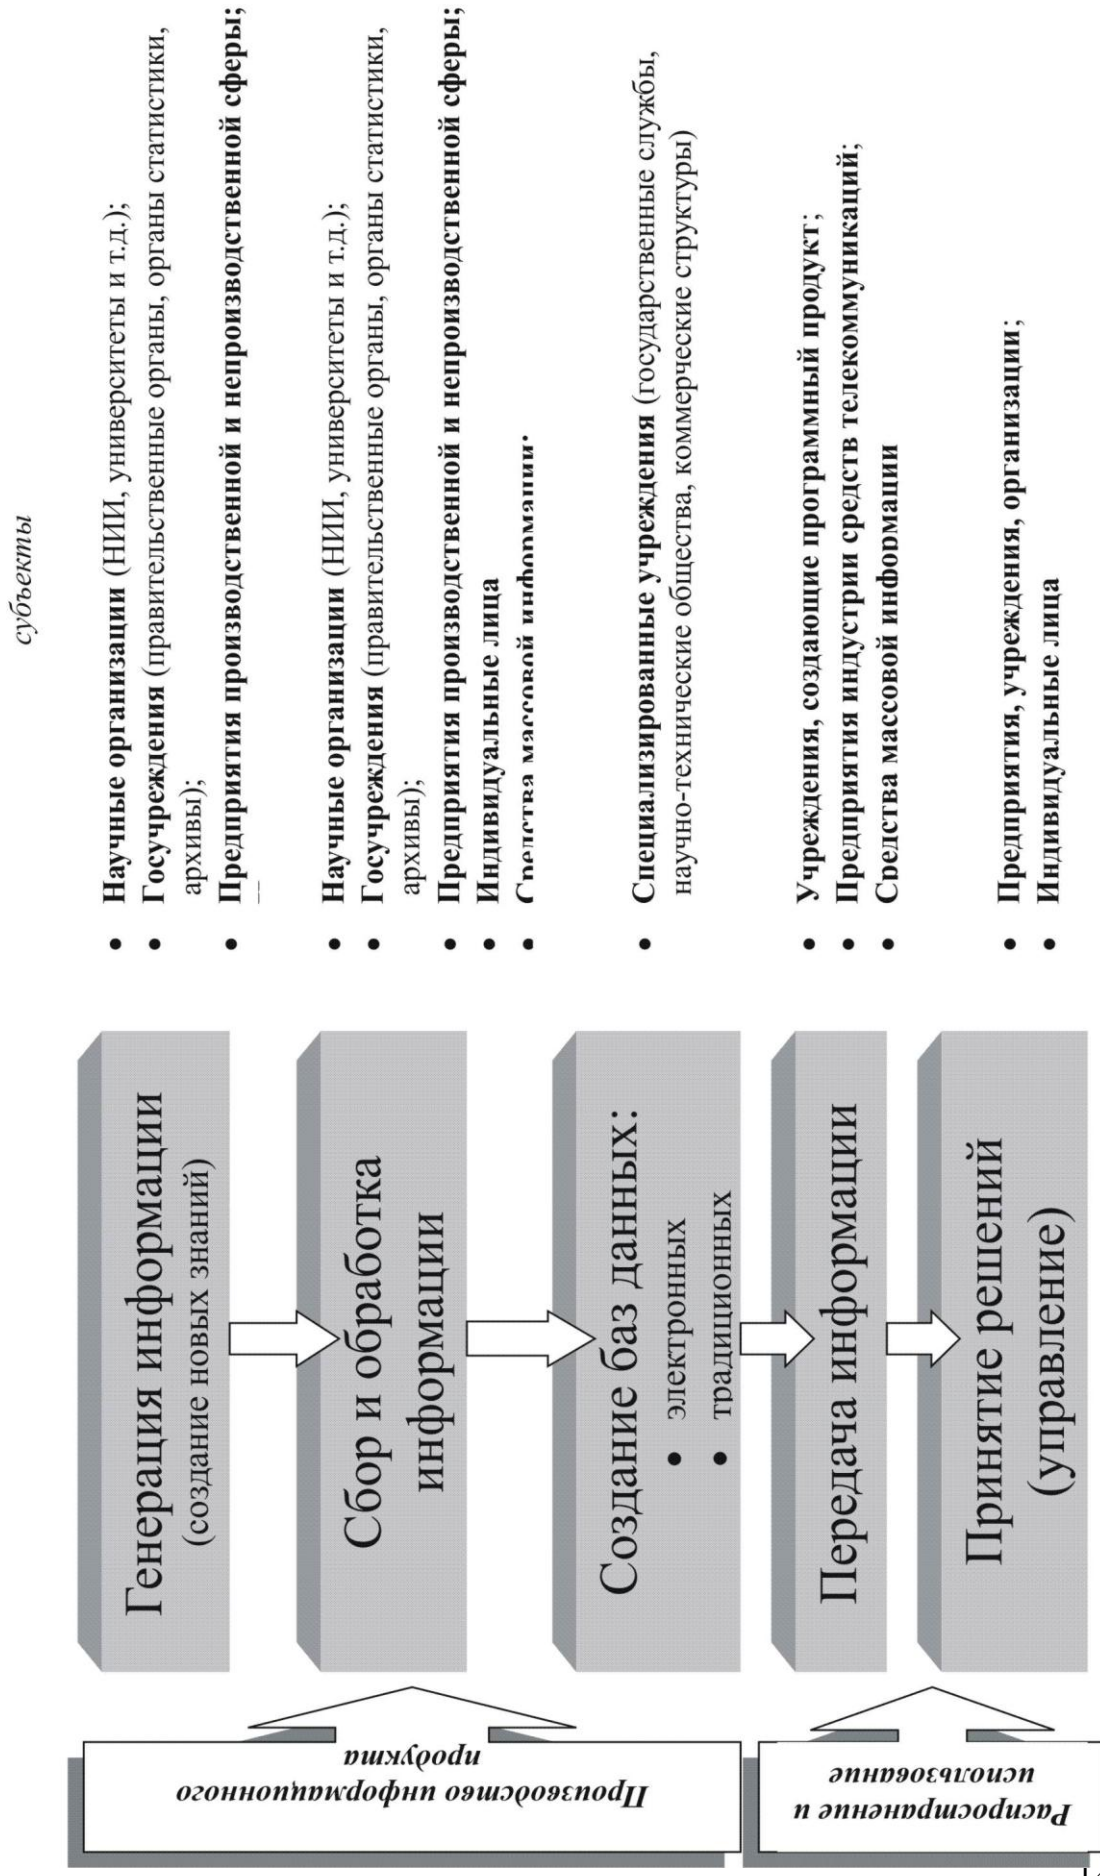 субъекты
Производство информационного
продукта
Генерация информации
(создание новых знаний)
• Научные организации (НИИ, университеты и т.д.);
• Госучреждения (правительственные органы, органы статистики,
архивы);
• Предприятия производственной и непроизводственной сферы;
Сбор и обработка
информации
• Научные организации (НИИ, университеты и т.д.);
• Госучреждения (правительственные органы, органы статистики,
архивы);
• Предприятия производственной и непроизводственной сферы;
• Индивидуальные лица
• Средства массовой информации.
Создание баз данных:
• электронных
• традиционных
• Специализированные учреждения (государственные службы,
научно-технические общества, коммерческие структуры)
Распространение и
использование
Передача информации
• Учреждения, создающие программный продукт;
• Предприятия индустрии средств телекоммуникаций;
• Средства массовой информации
Принятие решений
(управление)
• Предприятия, учреждения, организации;
• Индивидуальные лица